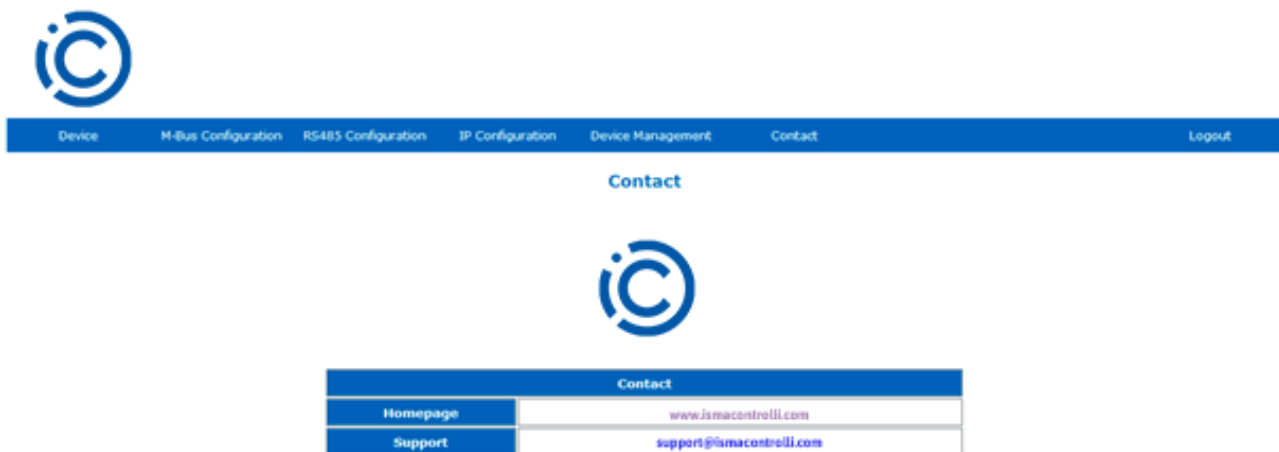 Device M-Bus Configuration RS485 Configuration IP Configuration Device Management Contact Logout
Contact
Contact
Homepage www.ismacontrolli.com
Support support@ismacontrolli.com